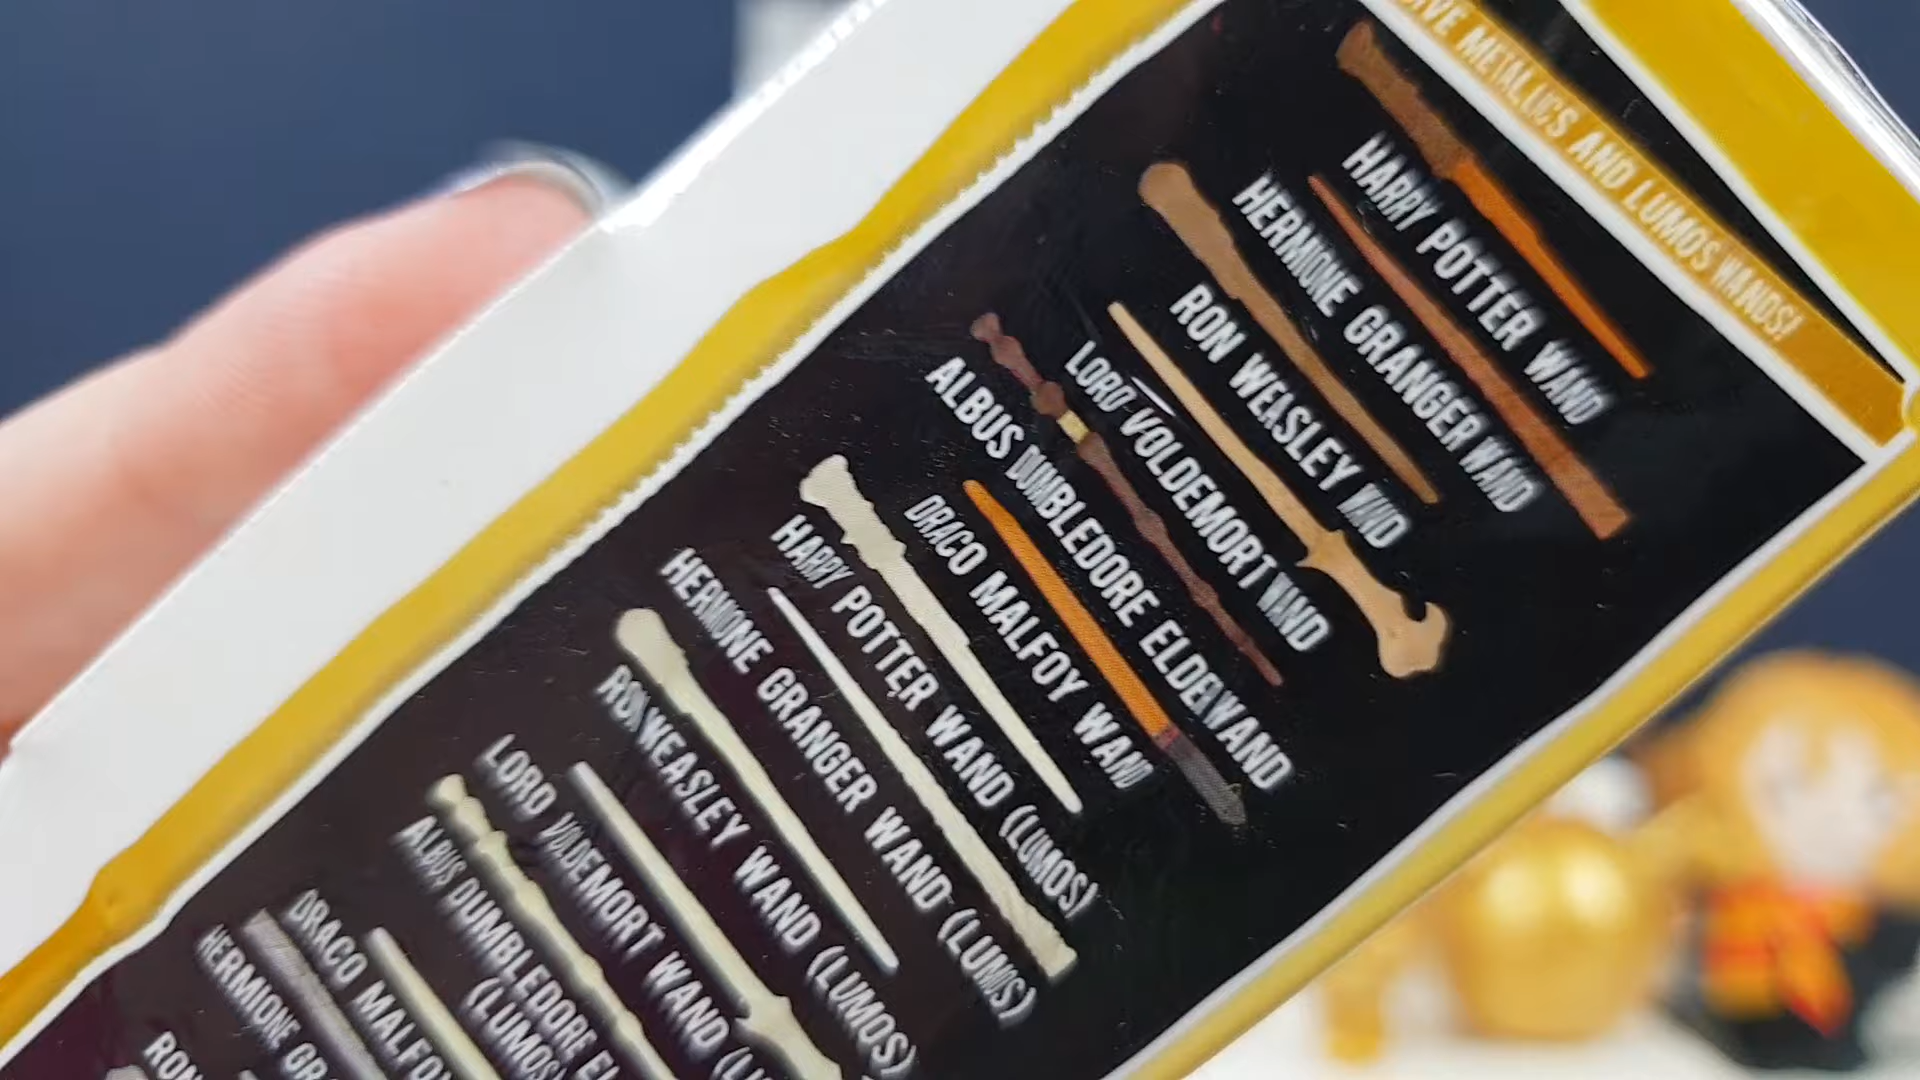 METALLICS AND LUMOS WANDS!
HARRY POTTER WAND
HERMIONE GRANGER WAND
RON WEASLEY WAND
LORD VOLDEMORT WAND
ALBUS DUMBLEDORE ELDER WAND
DRACO MALFOY WAND
HARRY POTTER WAND (LUMOS)
HERMIONE GRANGER WAND (LUMOS)
RON WEASLEY WAND (LUMOS)
LORD VOLDEMORT WAND
ALBUS DUMBLEDORE
(LUMOS)
DRACO MALFOY
HERMIONE
RON